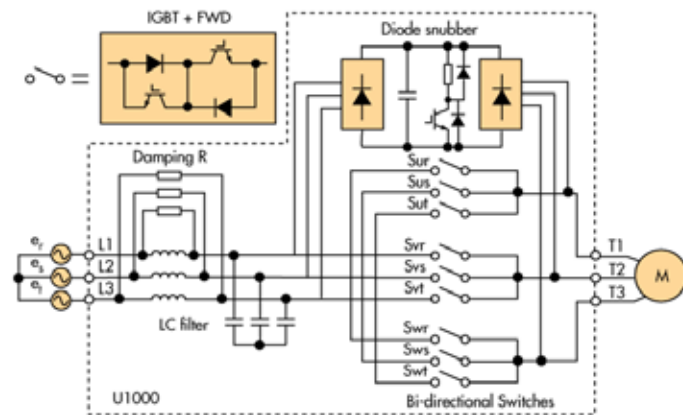 IGBT + FWD
Diode snubber
Damping R
Sur
Sus
Sut
er
L1
Svr
T1
es
L2
Svs
T2
M
et
L3
Svt
T3
LC filter
Swr
Sws
Swt
U1000
Bi-directional Switches